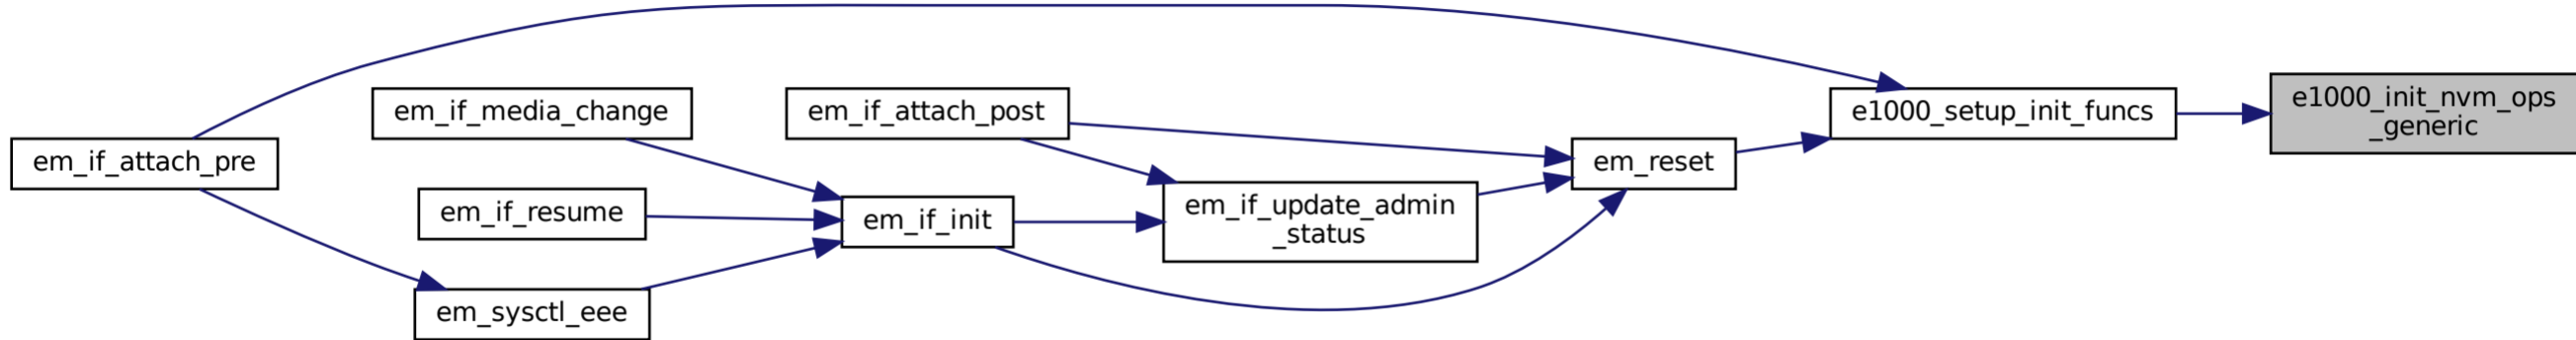 em_if_attach_pre
em_if_media_change
em_if_resume
em_sysctl_eee
em_if_attach_post
em_if_init
em_if_update_admin
_status
em_reset
e1000_setup_init_funcs
e1000_init_nvm_ops
_generic